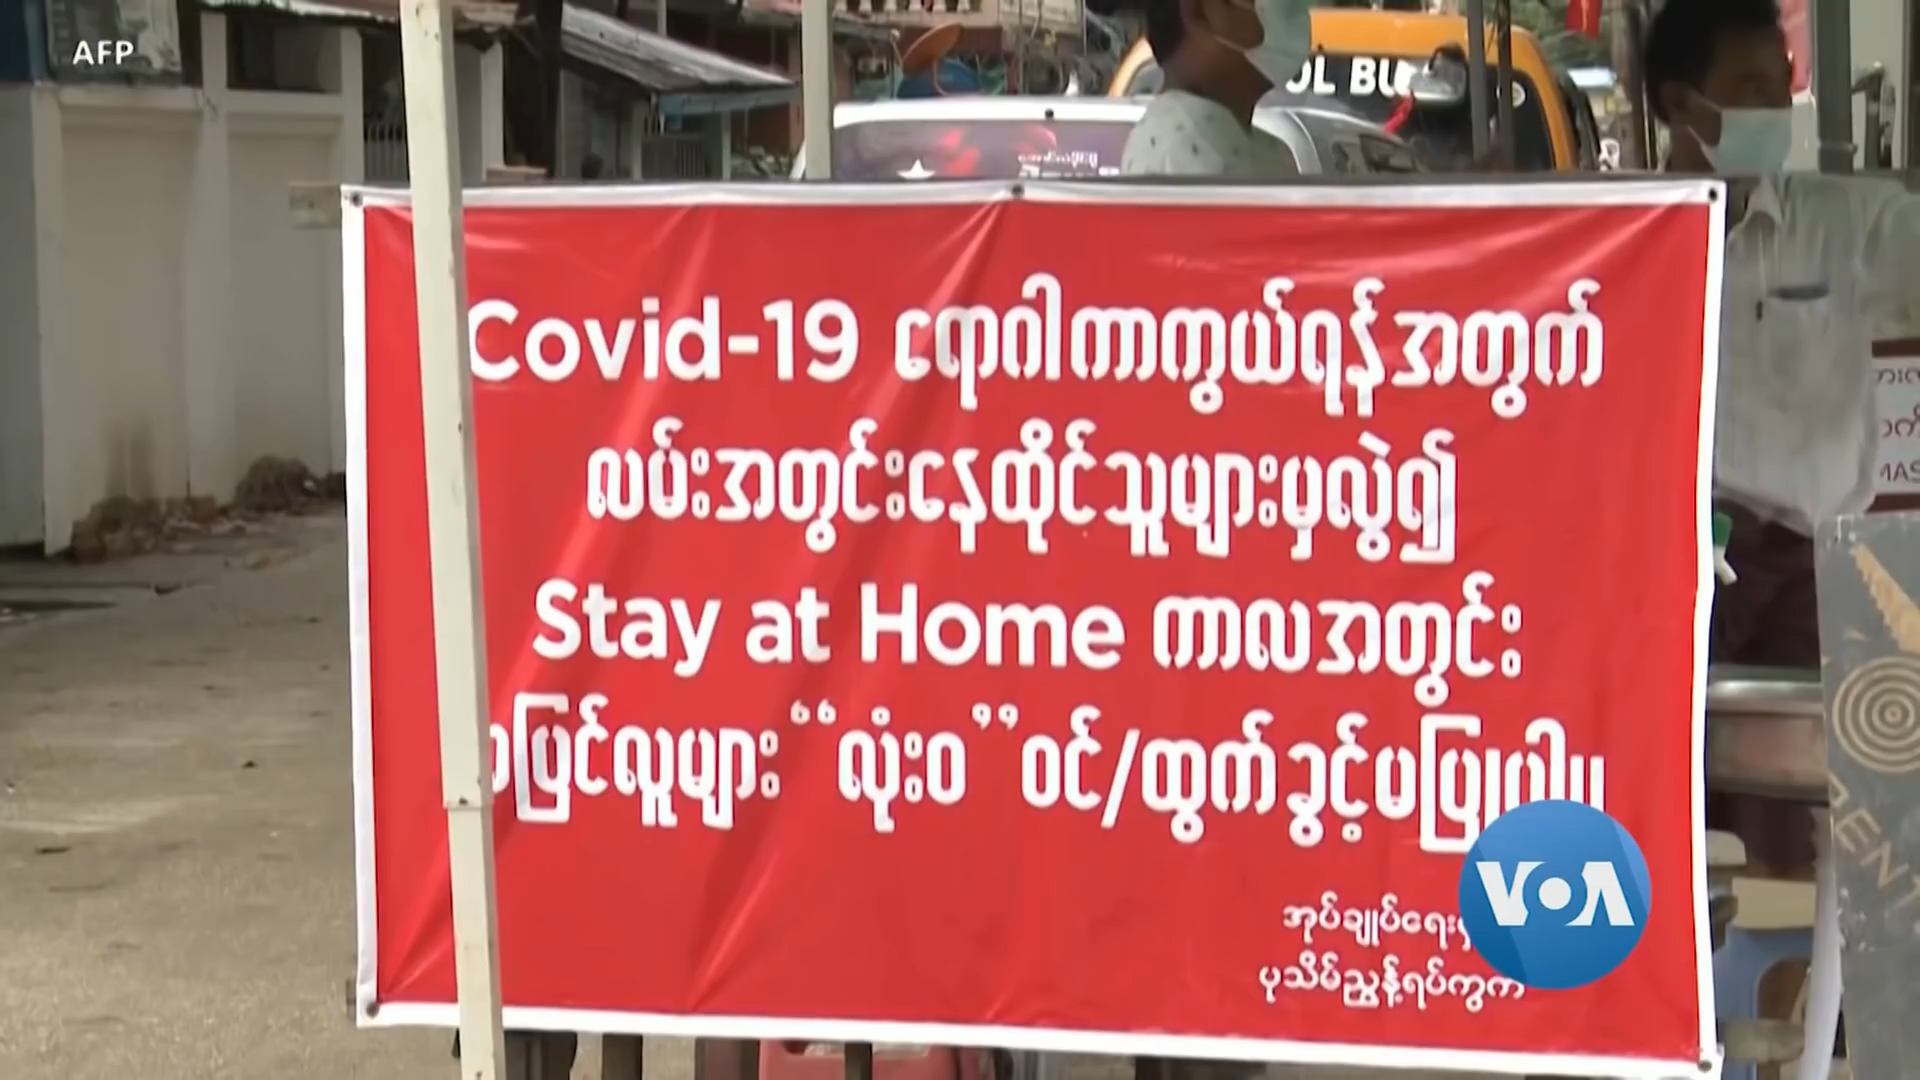 AFP
OL BU
Covid-19 ရောဂါကာကွယ်ရန်အတွက်
လမ်းအတွင်းနေထိုင်သူများမှလွဲ၍
Stay at Home ကာလအတွင်း
ပြင်လူများ “လုံးဝ” ဝင်/ထွက်ခွင့်မပြုပါ။
အုပ်ချုပ်ရေး
ပုသိမ်ညွန့်ရပ်ကွက်
VOA